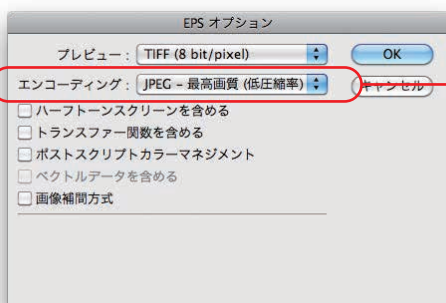 EPS オプション
プレビュー： TIFF (8 bit/pixel) OK
エンコーディング： JPEG – 最高画質 (低圧縮率) キャンセル
ハーフトーンスクリーンを含める
トランスファー関数を含める
ポストスクリプトカラーマネジメント
ベクトルデータを含める
画像補間方式